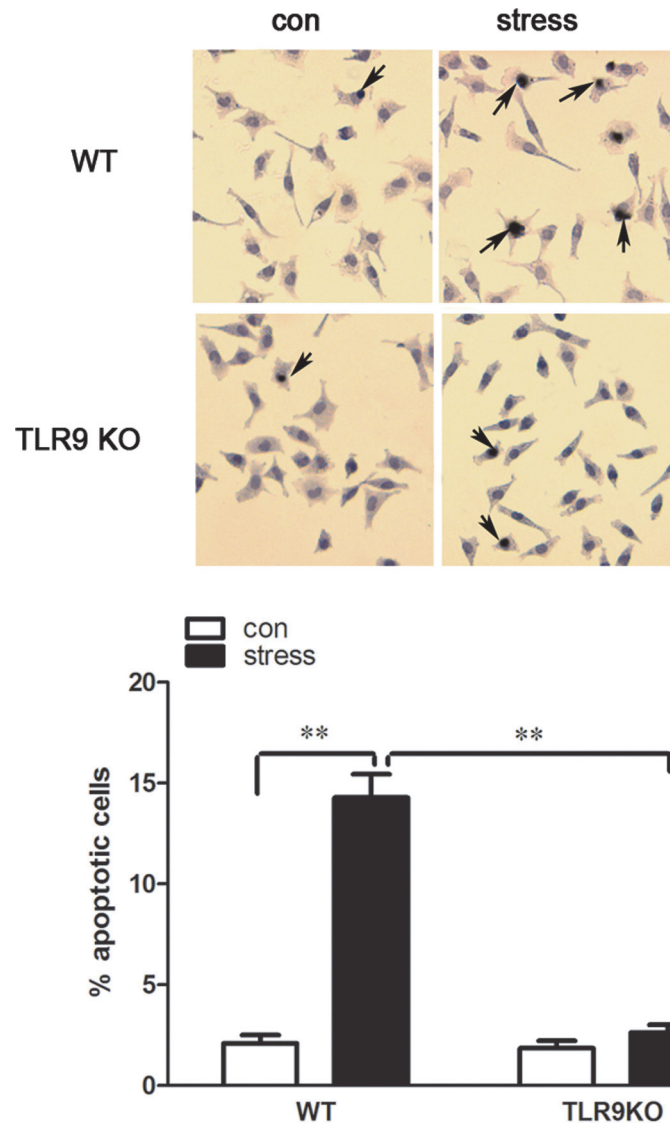 con stress
WT
TLR9 KO
con
stress
20
** **
15
% apoptotic cells
10
5
0
WT TLR9KO